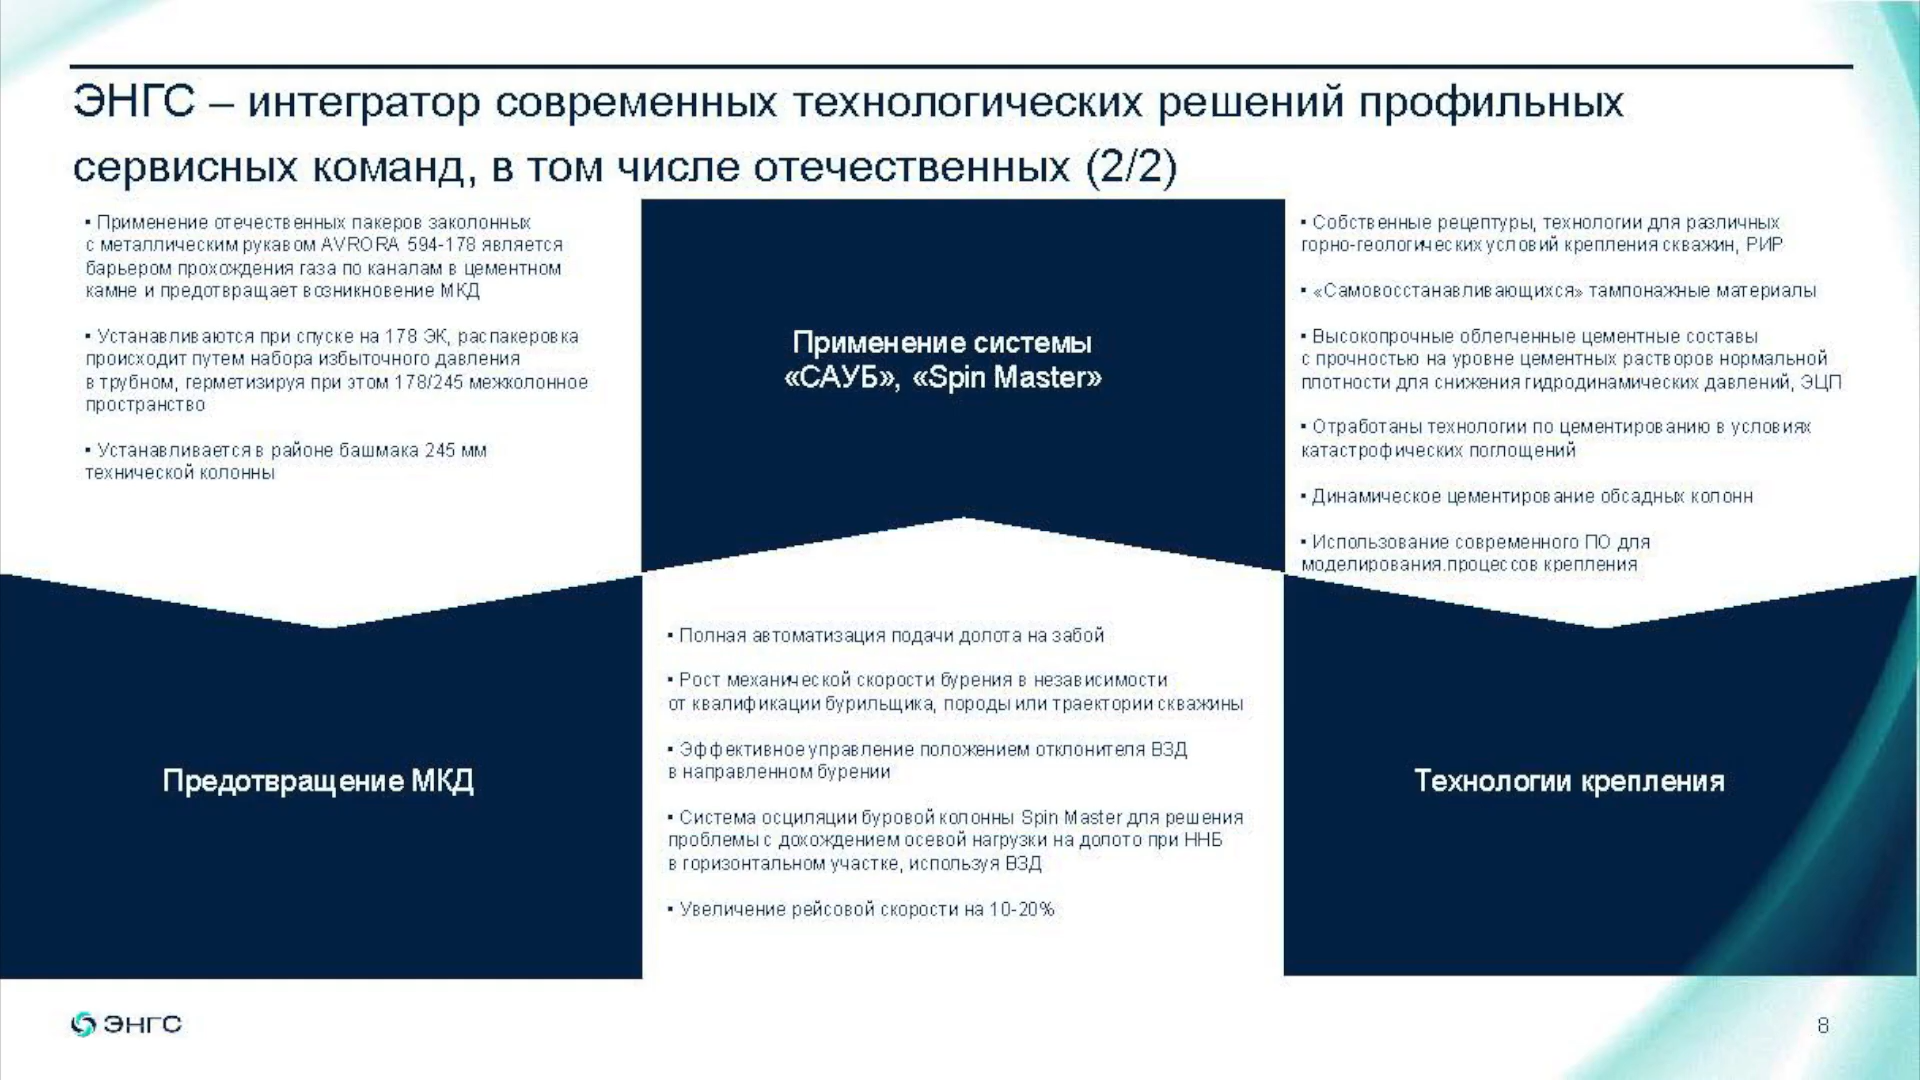 ЭНГС – интегратор современных технологических решений профильных
сервисных команд, в том числе отечественных (2/2)
▪ Применение отечественных пакеров заколонных
с металлическим рукавом AVRORA 594-178 является
барьером прохождения газа по каналам в цементном
камне и предотвращает возникновение МКД
▪ Устанавливаются при спуске на 178 ЭК, распакеровка
происходит путем набора избыточного давления
в трубном, герметизируя при этом 178/245 межколонное
пространство
▪ Устанавливается в районе башмака 245 мм
технической колонны
Предотвращение МКД
Применение системы
«САУБ», «Spin Master»
▪ Полная автоматизация подачи долота на забой
▪ Рост механической скорости бурения в независимости
от квалификации бурильщика, породы или траектории скважины
▪ Эффективное управление положением отклонителя ВЗД
в направленном бурении
▪ Система осциляции буровой колонны Spin Master для решения
проблемы с дохождением осевой нагрузки на долото при ННБ
в горизонтальном участке, используя ВЗД
▪ Увеличение рейсовой скорости на 10-20%
▪ Собственные рецептуры, технологии для различных
горно-геологических условий крепления скважин, РИР
▪ «Самовосстанавливающихся» тампонажные материалы
▪ Высокопрочные облегченные цементные составы
с прочностью на уровне цементных растворов нормальной
плотности для снижения гидродинамических давлений, ЭЦП
▪ Отработаны технологии по цементированию в условиях
катастрофических поглощений
▪ Динамическое цементирование обсадных колонн
▪ Использование современного ПО для
моделирования.процессов крепления
Технологии крепления
ЭНГС
8